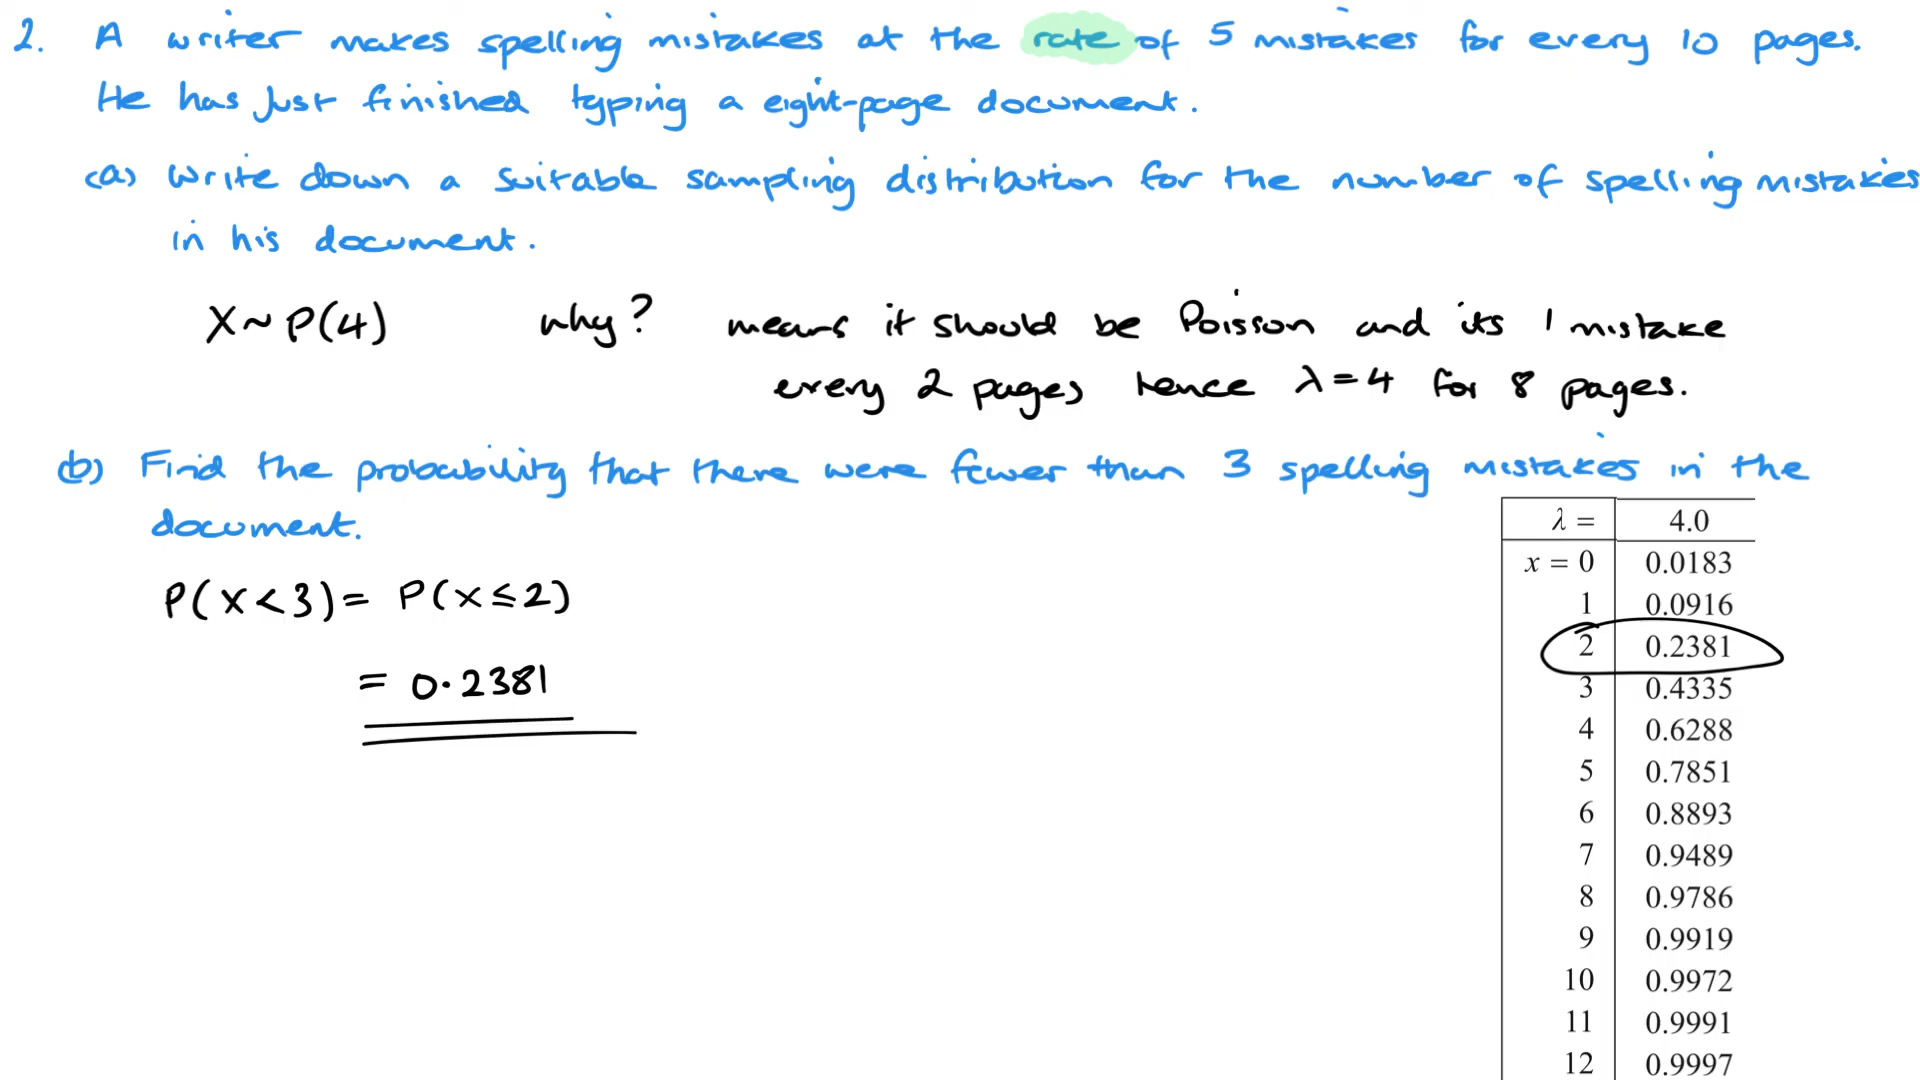 2. A writer makes spelling mistakes at the rate of 5 mistakes for every 10 pages.
He has just finished typing a eight-page document.
(a) Write down a suitable sampling distribution for the number of spelling mistakes
in his document.
X~P(4) why? means it should be Poisson and its 1 mistake
every 2 pages hence λ=4 for 8 pages.
(b) Find the probability that there were fewer than 3 spelling mistakes in the
document.
P(X<3)= P(X≤2)
= 0.2381
λ = 4.0
x = 0 0.0183
1 0.0916
2 0.2381
3 0.4335
4 0.6288
5 0.7851
6 0.8893
7 0.9489
8 0.9786
9 0.9919
10 0.9972
11 0.9991
12 0.9997